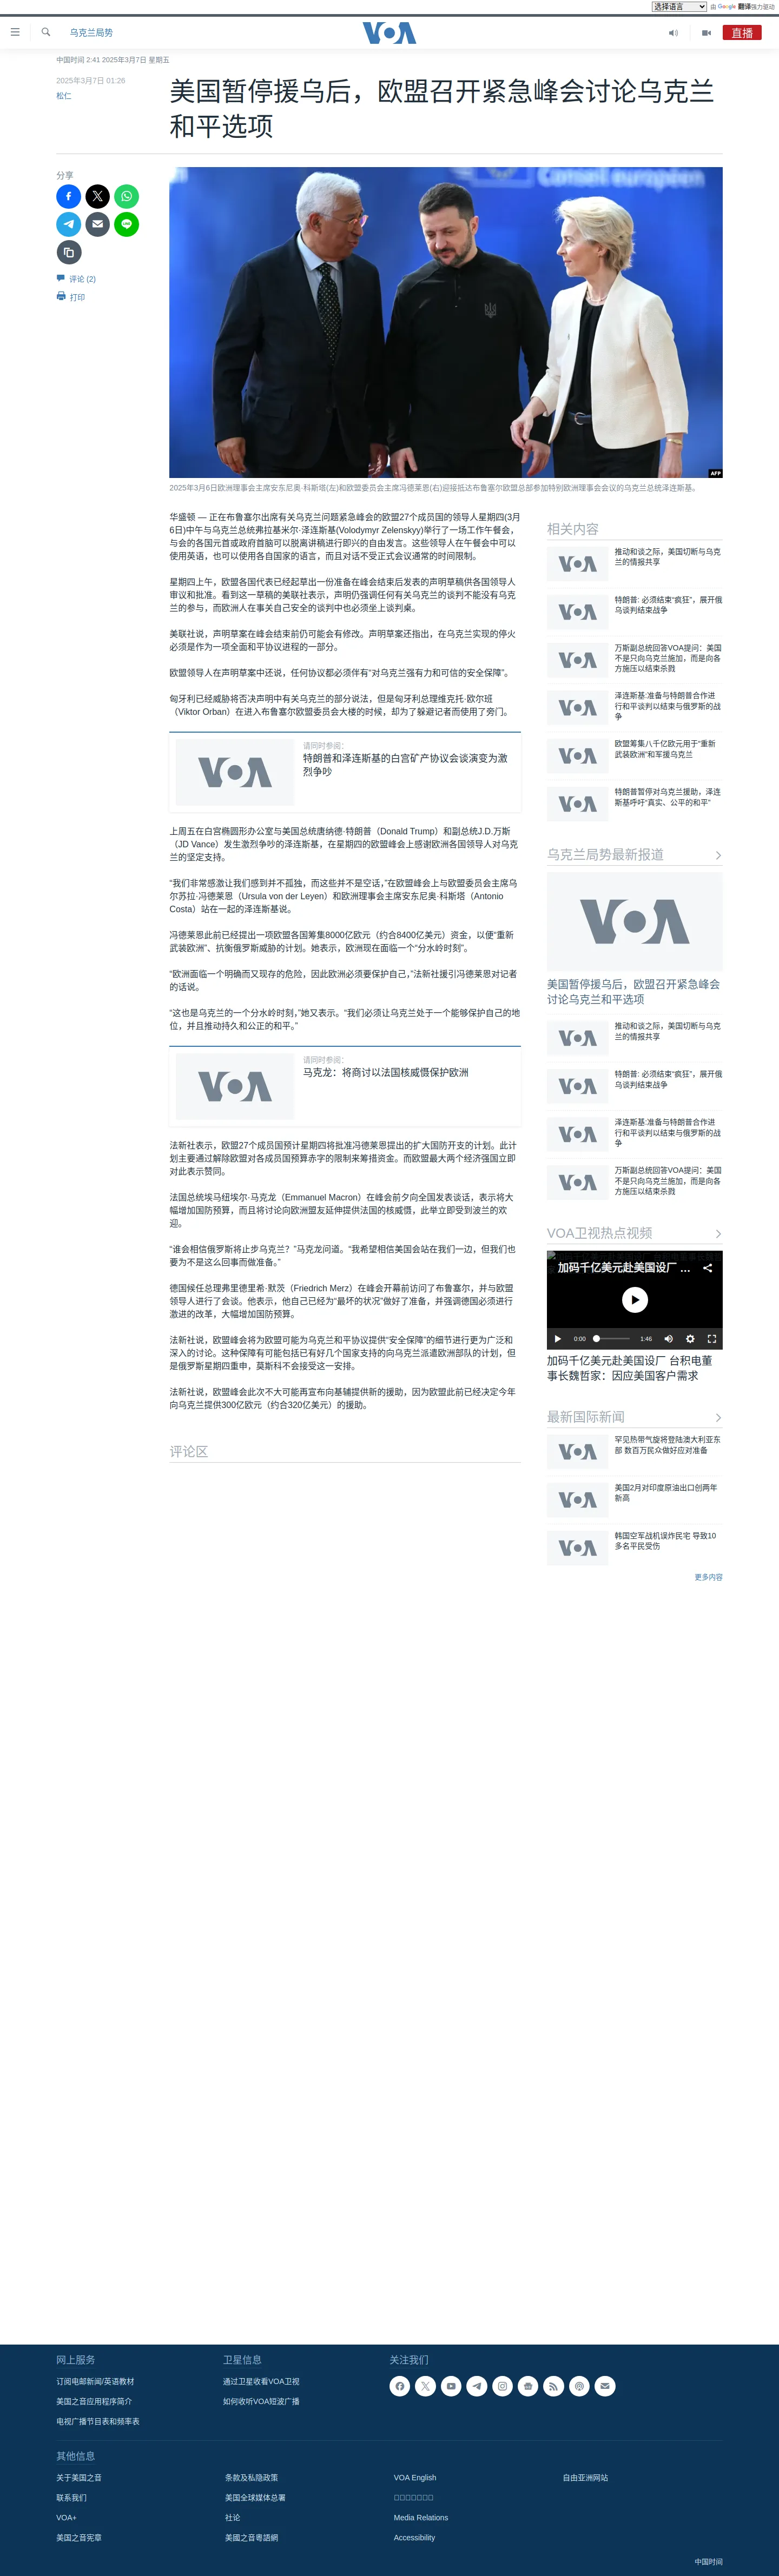 选择语言 由 Google 翻译強力驱动
乌克兰局势
VOA
直播
中国时间 2:41 2025年3月7日 星期五
2025年3月7日 01:26
松仁
美国暂停援乌后，欧盟召开紧急峰会讨论乌克兰
和平选项
分享
评论 (2)
打印
Conseil européen
AFP
2025年3月6日欧洲理事会主席安东尼奥·科斯塔(左)和欧盟委员会主席冯德莱恩(右)迎接抵达布鲁塞尔欧盟总部参加特别欧洲理事会会议的乌克兰总统泽连斯基。
华盛顿 — 正在布鲁塞尔出席有关乌克兰问题紧急峰会的欧盟27个成员国的领导人星期四(3月
6日)中午与乌克兰总统弗拉基米尔·泽连斯基(Volodymyr Zelenskyy)举行了一场工作午餐会，
与会的各国元首或政府首脑可以脱离讲稿进行即兴的自由发言。这些领导人在午餐会中可以
使用英语，也可以使用各自国家的语言，而且对话不受正式会议通常的时间限制。
星期四上午，欧盟各国代表已经起草出一份准备在峰会结束后发表的声明草稿供各国领导人
审议和批准。看到这一草稿的美联社表示，声明仍强调任何有关乌克兰的谈判不能没有乌克
兰的参与，而欧洲人在事关自己安全的谈判中也必须坐上谈判桌。
美联社说，声明草案在峰会结束前仍可能会有修改。声明草案还指出，在乌克兰实现的停火
必须是作为一项全面和平协议进程的一部分。
欧盟领导人在声明草案中还说，任何协议都必须伴有“对乌克兰强有力和可信的安全保障”。
匈牙利已经威胁将否决声明中有关乌克兰的部分说法，但是匈牙利总理维克托·欧尔班
（Viktor Orban）在进入布鲁塞尔欧盟委员会大楼的时候，却为了躲避记者而使用了旁门。
VOA
请同时参阅:
特朗普和泽连斯基的白宫矿产协议会谈演变为激
烈争吵
上周五在白宫椭圆形办公室与美国总统唐纳德·特朗普（Donald Trump）和副总统J.D.万斯
（JD Vance）发生激烈争吵的泽连斯基，在星期四的欧盟峰会上感谢欧洲各国领导人对乌克
兰的坚定支持。
“我们非常感激让我们感到并不孤独，而这些并不是空话，”在欧盟峰会上与欧盟委员会主席乌
尔苏拉·冯德莱恩（Ursula von der Leyen）和欧洲理事会主席安东尼奥·科斯塔（Antonio
Costa）站在一起的泽连斯基说。
冯德莱恩此前已经提出一项欧盟各国筹集8000亿欧元（约合8400亿美元）资金，以便“重新
武装欧洲”、抗衡俄罗斯威胁的计划。她表示，欧洲现在面临一个“分水岭时刻”。
“欧洲面临一个明确而又现存的危险，因此欧洲必须要保护自己，”法新社援引冯德莱恩对记者
的话说。
“这也是乌克兰的一个分水岭时刻，”她又表示。“我们必须让乌克兰处于一个能够保护自己的地
位，并且推动持久和公正的和平。”
VOA
请同时参阅:
马克龙：将商讨以法国核威慑保护欧洲
法新社表示，欧盟27个成员国预计星期四将批准冯德莱恩提出的扩大国防开支的计划。此计
划主要通过解除欧盟对各成员国预算赤字的限制来筹措资金。而欧盟最大两个经济强国立即
对此表示赞同。
法国总统埃马纽埃尔·马克龙（Emmanuel Macron）在峰会前夕向全国发表谈话，表示将大
幅增加国防预算，而且将讨论向欧洲盟友延伸提供法国的核威慑，此举立即受到波兰的欢
迎。
“谁会相信俄罗斯将止步乌克兰？”马克龙问道。“我希望相信美国会站在我们一边，但我们也
要为不是这么回事而做准备。”
德国候任总理弗里德里希·默茨（Friedrich Merz）在峰会开幕前访问了布鲁塞尔，并与欧盟
领导人进行了会谈。他表示，他自己已经为“最坏的状况”做好了准备，并强调德国必须进行
激进的改革，大幅增加国防预算。
法新社说，欧盟峰会将为欧盟可能为乌克兰和平协议提供“安全保障”的细节进行更为广泛和
深入的讨论。这种保障有可能包括已有好几个国家支持的向乌克兰派遣欧洲部队的计划，但
是俄罗斯星期四重申，莫斯科不会接受这一安排。
法新社说，欧盟峰会此次不大可能再宣布向基辅提供新的援助，因为欧盟此前已经决定今年
向乌克兰提供300亿欧元（约合320亿美元）的援助。
评论区
相关内容
VOA
推动和谈之际，美国切断与乌克
兰的情报共享
VOA
特朗普: 必须结束“疯狂”，展开俄
乌谈判结束战争
VOA
万斯副总统回答VOA提问：美国
不是只向乌克兰施加，而是向各
方施压以结束杀戮
VOA
泽连斯基:准备与特朗普合作进
行和平谈判以结束与俄罗斯的战
争
VOA
欧盟筹集八千亿欧元用于“重新
武装欧洲”和军援乌克兰
VOA
特朗普暂停对乌克兰援助，泽连
斯基呼吁“真实、公平的和平”
乌克兰局势最新报道
VOA
美国暂停援乌后，欧盟召开紧急峰会
讨论乌克兰和平选项
VOA
推动和谈之际，美国切断与乌克
兰的情报共享
VOA
特朗普: 必须结束“疯狂”，展开俄
乌谈判结束战争
VOA
泽连斯基:准备与特朗普合作进
行和平谈判以结束与俄罗斯的战
争
VOA
万斯副总统回答VOA提问：美国
不是只向乌克兰施加，而是向各
方施压以结束杀戮
VOA卫视热点视频
加码千亿美元赴美国设厂 ...
0:00 1:46
加码千亿美元赴美国设厂 台积电董
事长魏哲家：因应美国客户需求
最新国际新闻
VOA
罕见热带气旋将登陆澳大利亚东
部 数百万民众做好应对准备
VOA
美国2月对印度原油出口创两年
新高
VOA
韩国空军战机误炸民宅 导致10
多名平民受伤
更多内容
网上服务
订阅电邮新闻/英语教材
美国之音应用程序简介
电视广播节目表和频率表
卫星信息
通过卫星收看VOA卫视
如何收听VOA短波广播
关注我们
其他信息
关于美国之音
联系我们
VOA+
美国之音宪章
条款及私隐政策
美国全球媒体总署
社论
美國之音粵語網
VOA English
Media Relations
Accessibility
自由亚洲网站
中国时间